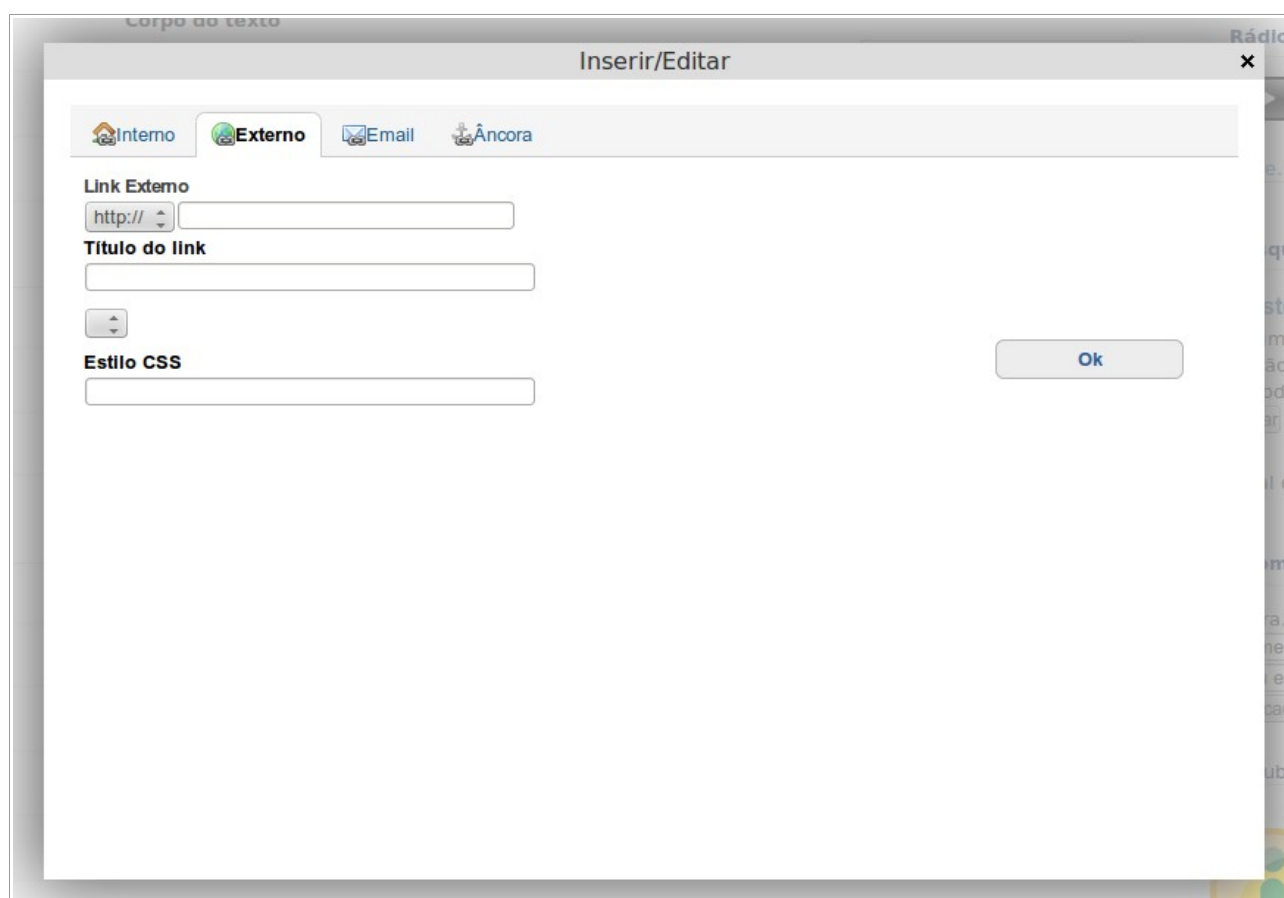 Corpo do texto
Inserir/Editar
Interno
Externo
Email
Âncora
Link Externo
http://
Título do link
Estilo CSS
Ok